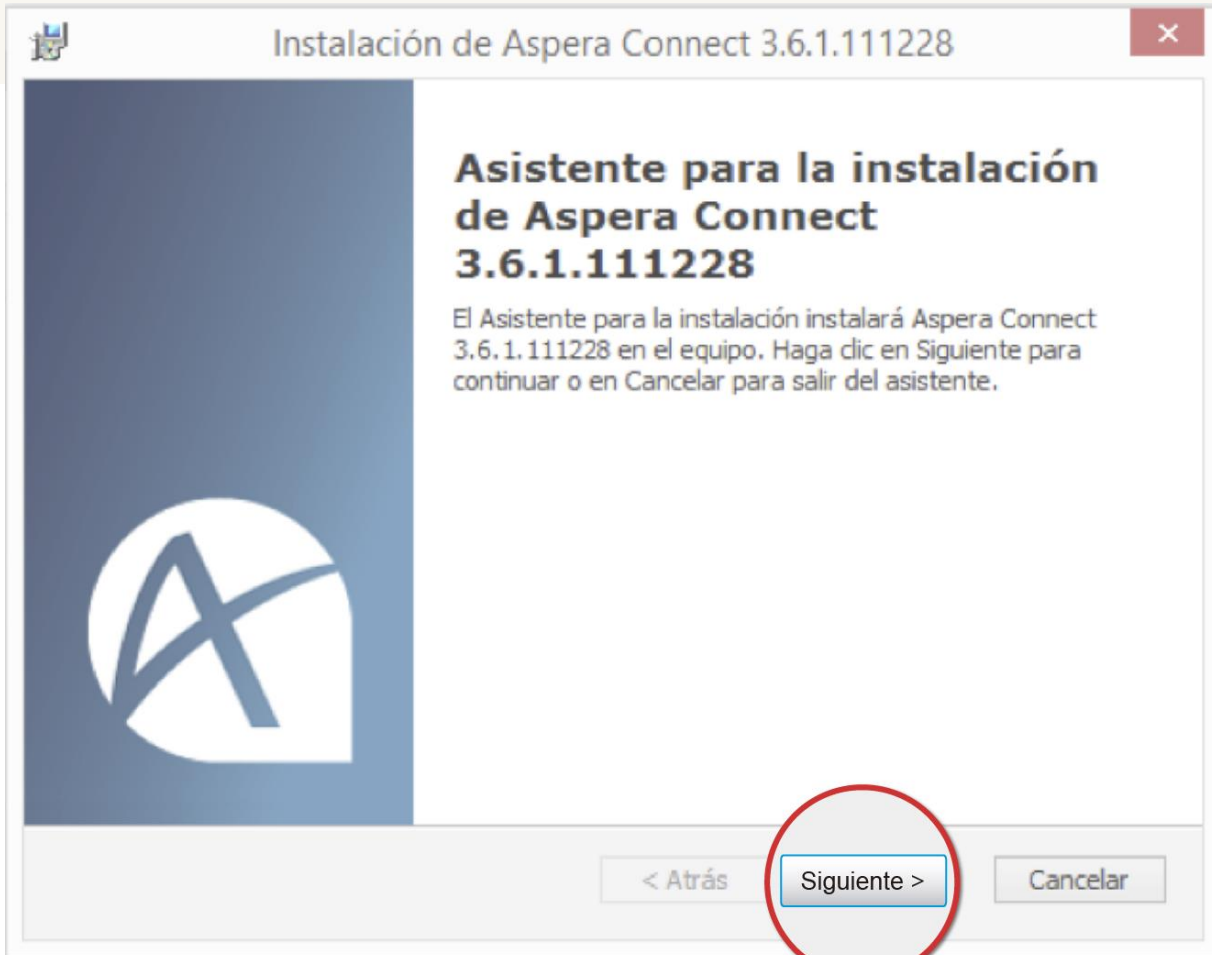 Instalación de Aspera Connect 3.6.1.111228
Asistente para la instalación
de Aspera Connect
3.6.1.111228
El Asistente para la instalación instalará Aspera Connect
3.6.1.111228 en el equipo. Haga clic en Siguiente para
continuar o en Cancelar para salir del asistente.
< Atrás
Siguiente >
Cancelar